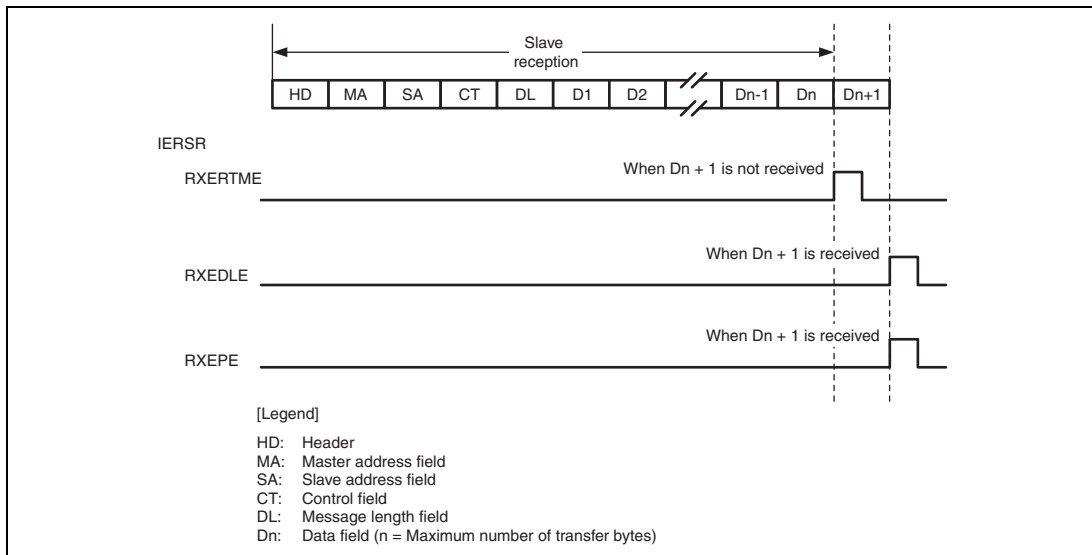 Slave
reception
HD MA SA CT DL D1 D2 Dn-1 Dn Dn+1
IERSR
When Dn + 1 is not received
RXERTME
When Dn + 1 is received
RXEDLE
When Dn + 1 is received
RXEPE
[Legend]
HD: Header
MA: Master address field
SA: Slave address field
CT: Control field
DL: Message length field
Dn: Data field (n = Maximum number of transfer bytes)